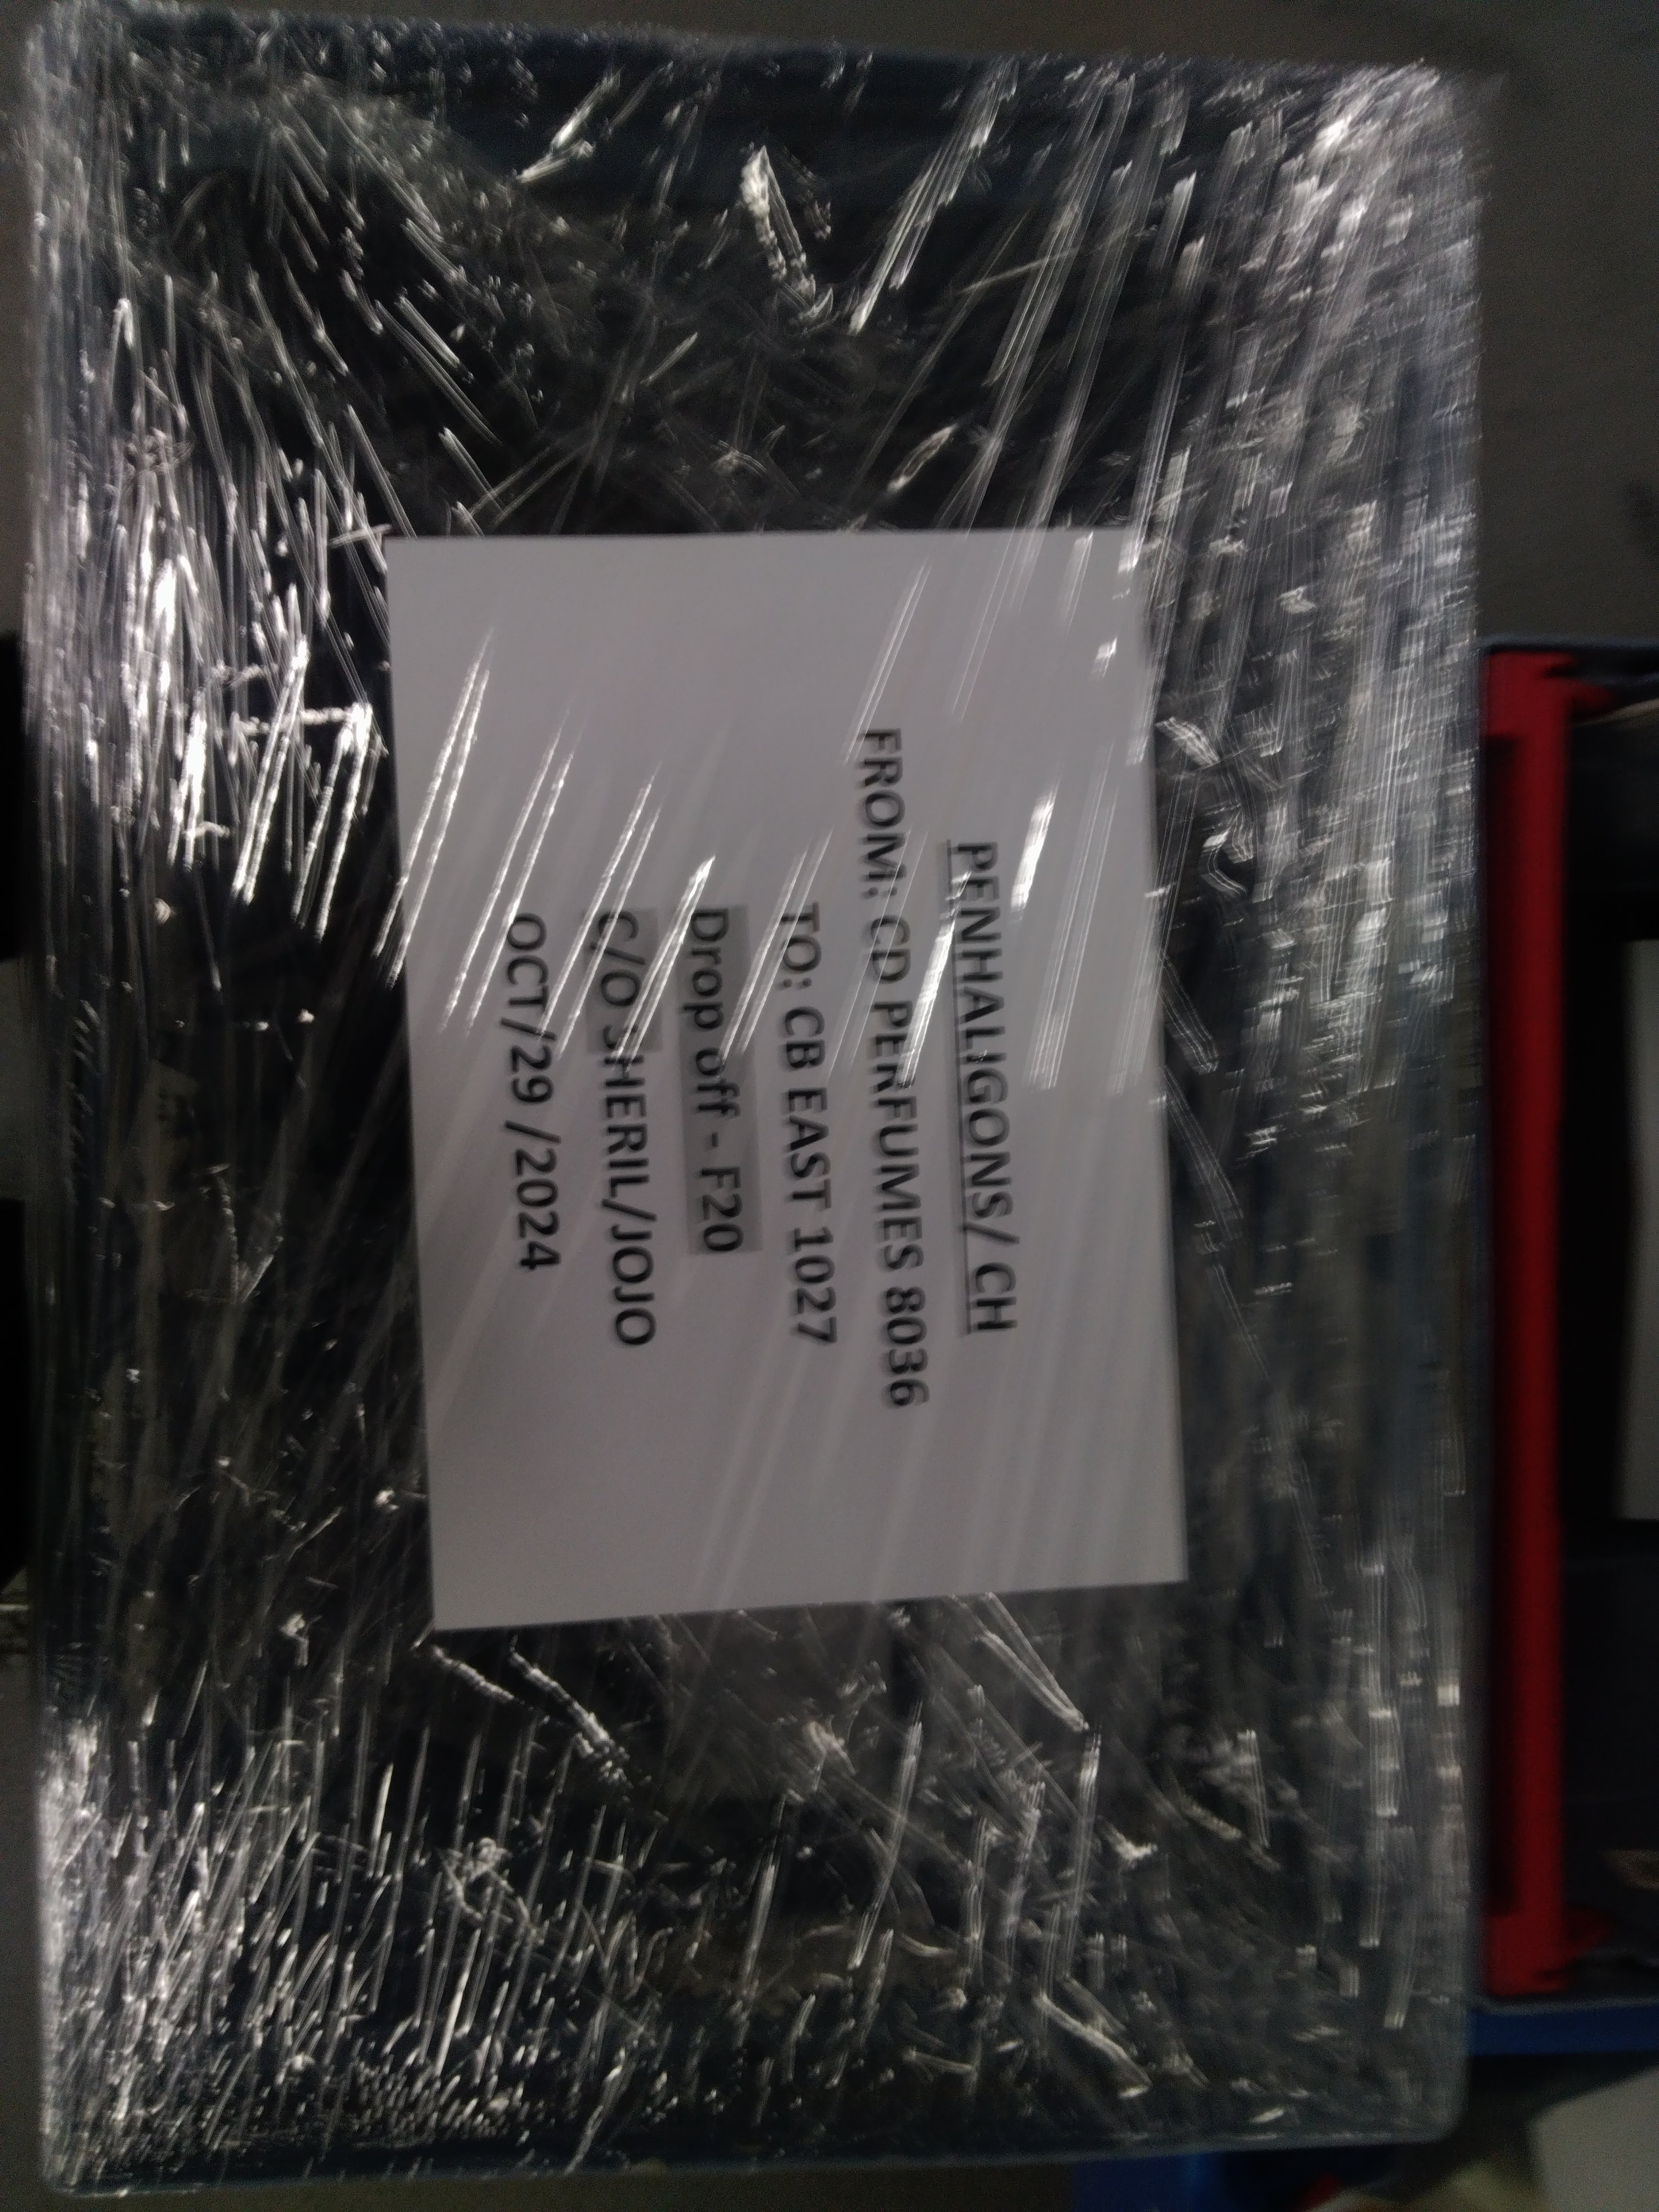 PENHALIGONS/ CH
FROM: CD PERFUMES 8036
TO: CB EAST 1027
Drop off - F20
C/O SHERIL/JOJO
OCT/29 /2024